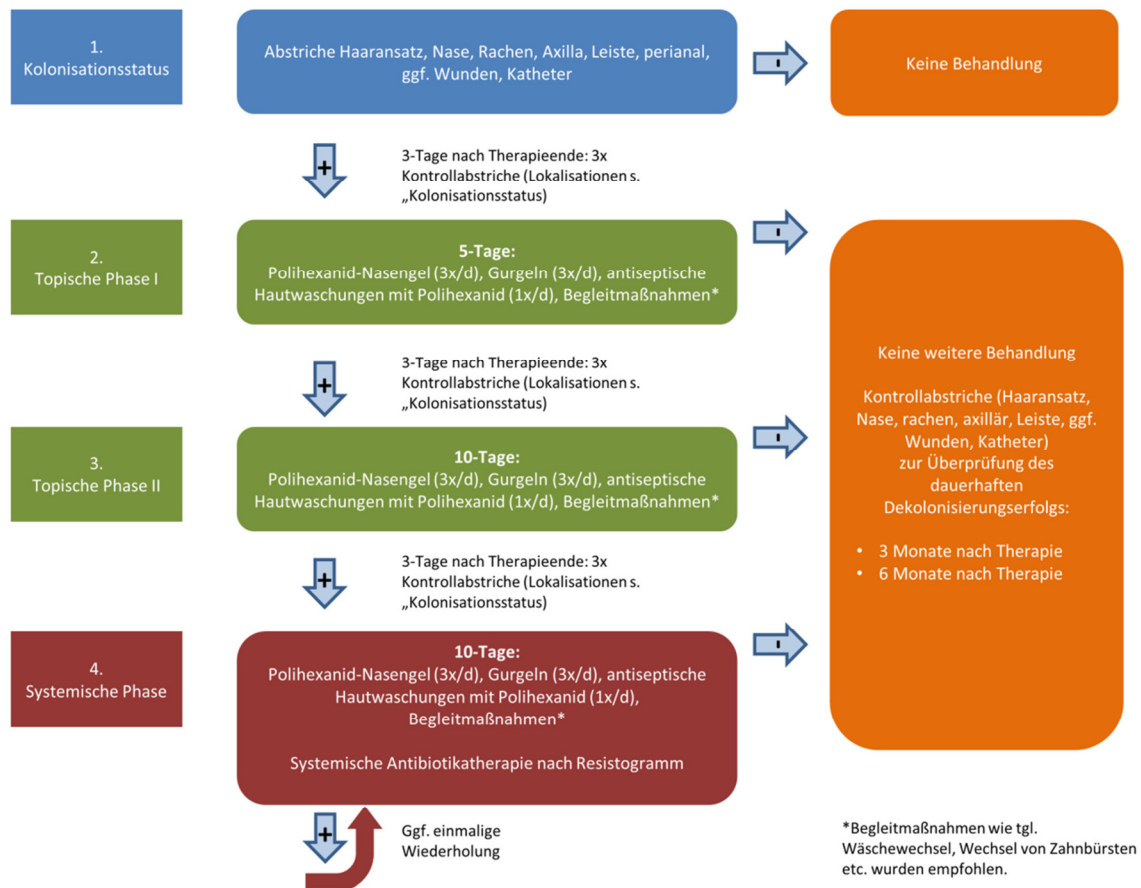 1.
Kolonisationsstatus
Abstriche Haaransatz, Nase, Rachen, Axilla, Leiste, perianal,
ggf. Wunden, Katheter
-
Keine Behandlung
+
3-Tage nach Therapieende: 3x
Kontrollabstriche (Lokalisationen s.
„Kolonisationsstatus)
2.
Topische Phase I
5-Tage:
Polihexanid-Nasengel (3x/d), Gurgeln (3x/d), antiseptische
Hautwaschungen mit Polihexanid (1x/d), Begleitmaßnahmen*
-
+
3-Tage nach Therapieende: 3x
Kontrollabstriche (Lokalisationen s.
„Kolonisationsstatus)
3.
Topische Phase II
10-Tage:
Polihexanid-Nasengel (3x/d), Gurgeln (3x/d), antiseptische
Hautwaschungen mit Polihexanid (1x/d), Begleitmaßnahmen*
-
+
3-Tage nach Therapieende: 3x
Kontrollabstriche (Lokalisationen s.
„Kolonisationsstatus)
4.
Systemische Phase
10-Tage:
Polihexanid-Nasengel (3x/d), Gurgeln (3x/d), antiseptische
Hautwaschungen mit Polihexanid (1x/d),
Begleitmaßnahmen*
Systemische Antibiotikatherapie nach Resistogramm
-
Keine weitere Behandlung
Kontrollabstriche (Haaransatz,
Nase, rachen, axillär, Leiste, ggf.
Wunden, Katheter)
zur Überprüfung des
dauerhaften
Dekolonisierungserfolgs:
• 3 Monate nach Therapie
• 6 Monate nach Therapie
+
Ggf. einmalige
Wiederholung
*Begleitmaßnahmen wie tgl.
Wäschewechsel, Wechsel von Zahnbürsten
etc. wurden empfohlen.